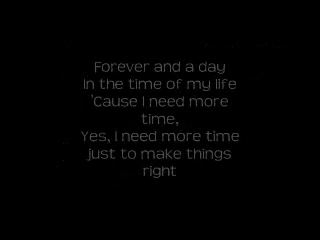 Forever and a day
In the time of my life
'Cause I need more
time,
Yes, I need more time
just to make things
right